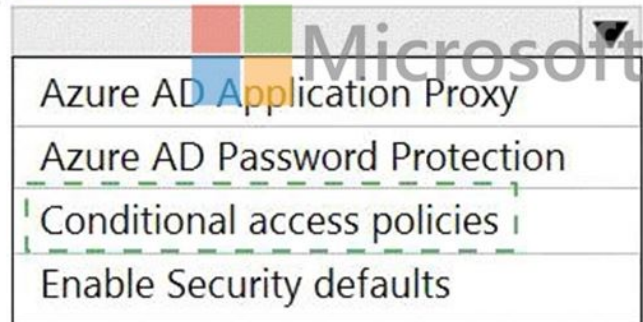 Microsoft
Azure AD Application Proxy
Azure AD Password Protection
Conditional access policies
Enable Security defaults